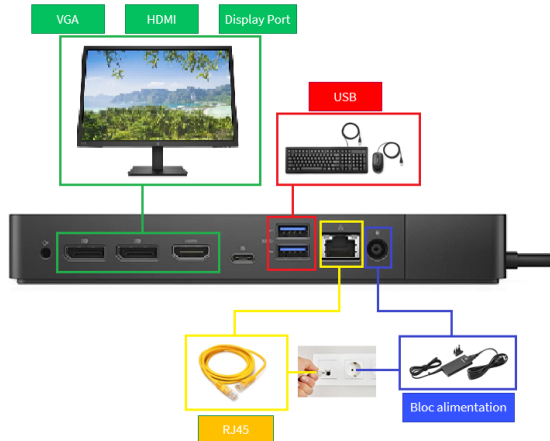 VGA
HDMI
Display Port
USB
RJ45
Bloc alimentation